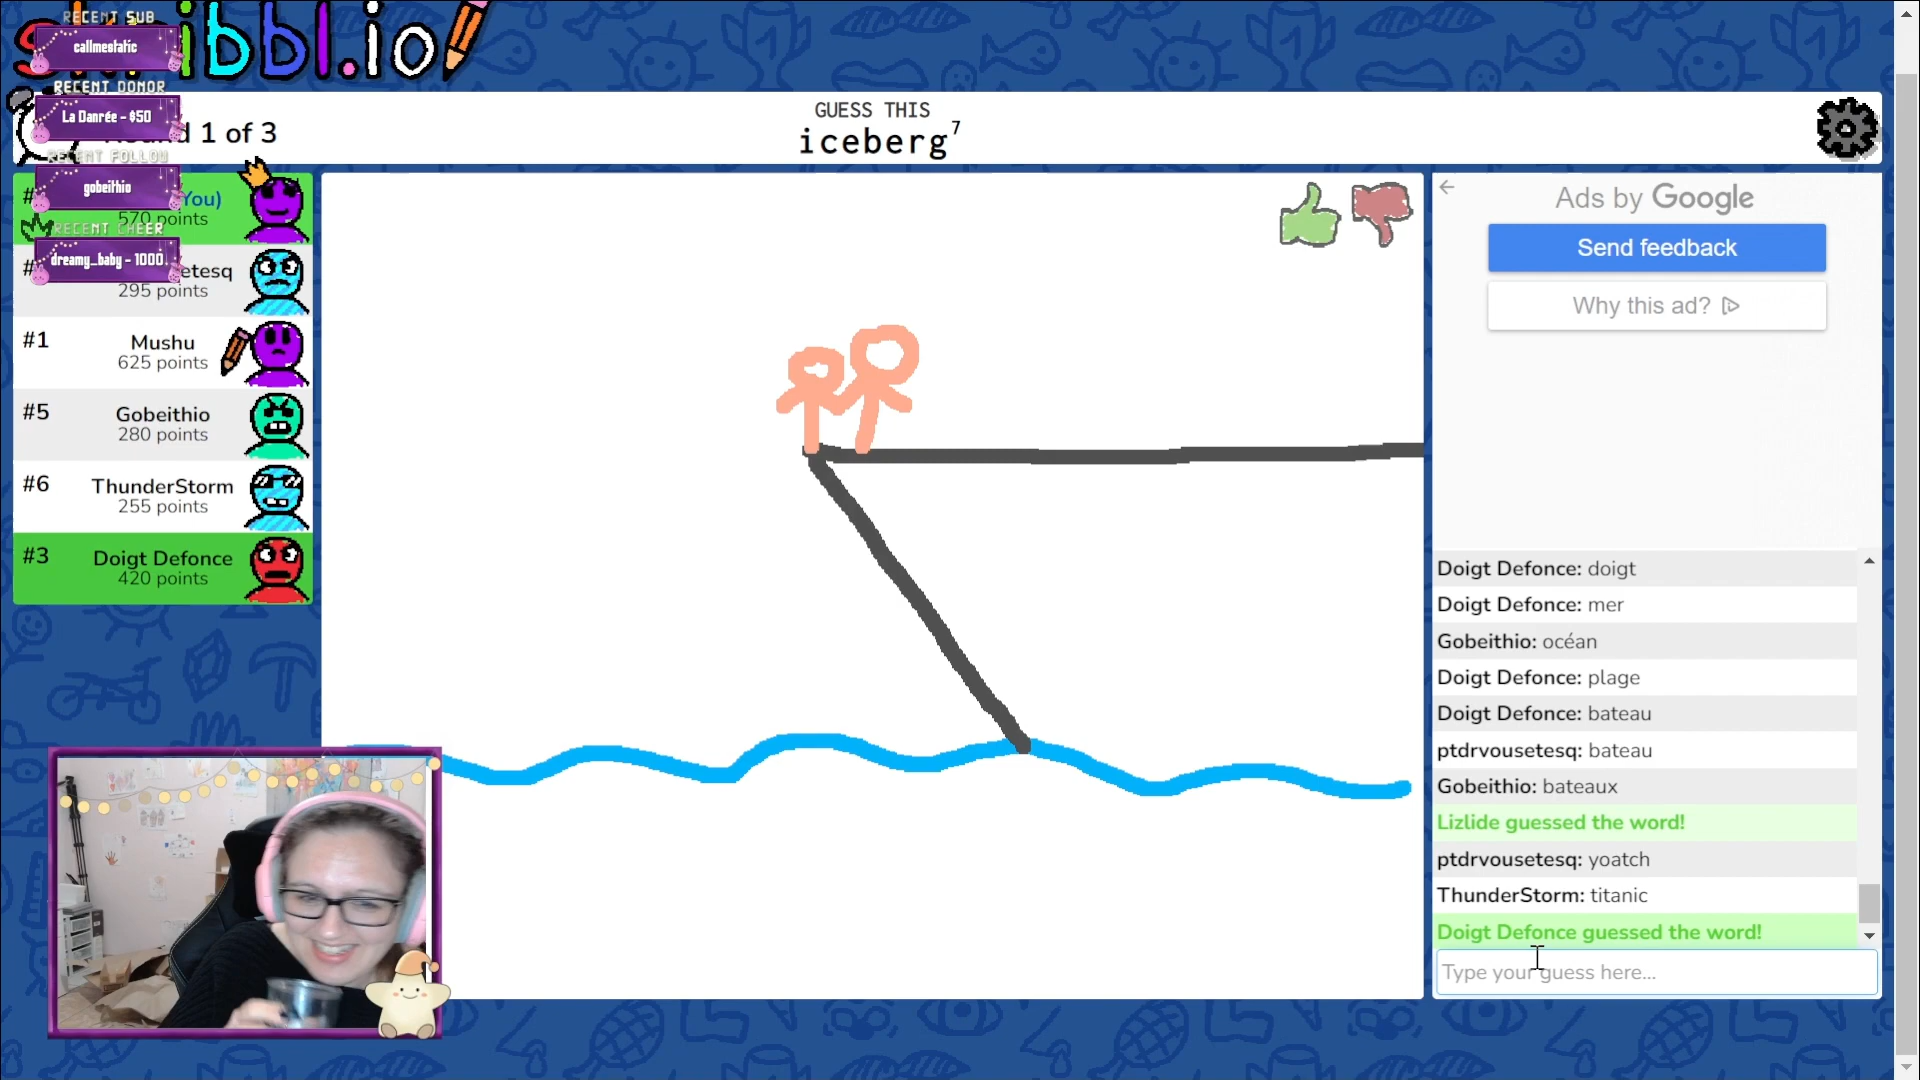 RECENT SUB
callmestatic
ibbl.io
RECENT DONOR
La Danrée - $50
d 1 of 3
GUESS THIS
iceberg 7
RECENT FOLLOW
gobeithio
You)
570 points
RECENT CHEER
dreamy_baby - 1000
etesq
295 points
#1
Mushu
625 points
#5
Gobeithio
280 points
#6
ThunderStorm
255 points
#3
Doigt Defonce
420 points
Ads by Google
Send feedback
Why this ad?
Doigt Defonce: doigt
Doigt Defonce: mer
Gobeithio: océan
Doigt Defonce: plage
Doigt Defonce: bateau
ptdrvousetesq: bateau
Gobeithio: bateaux
Lizlide guessed the word!
ptdrvousetesq: yoatch
ThunderStorm: titanic
Doigt Defonce guessed the word!
Type your guess here...